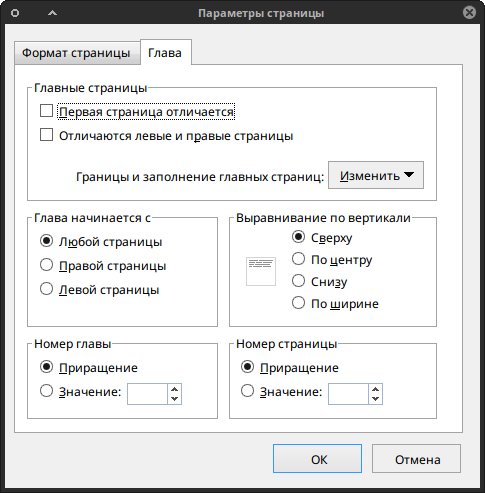 Параметры страницы
Формат страницы
Глава
Главные страницы
Первая страница отличается
Отличаются левые и правые страницы
Границы и заполнение главных страниц:
Изменить
Глава начинается с
Любой страницы
Правой страницы
Левой страницы
Выравнивание по вертикали
Сверху
По центру
Снизу
По ширине
Номер главы
Приращение
Значение:
Номер страницы
Приращение
Значение:
ОК
Отмена